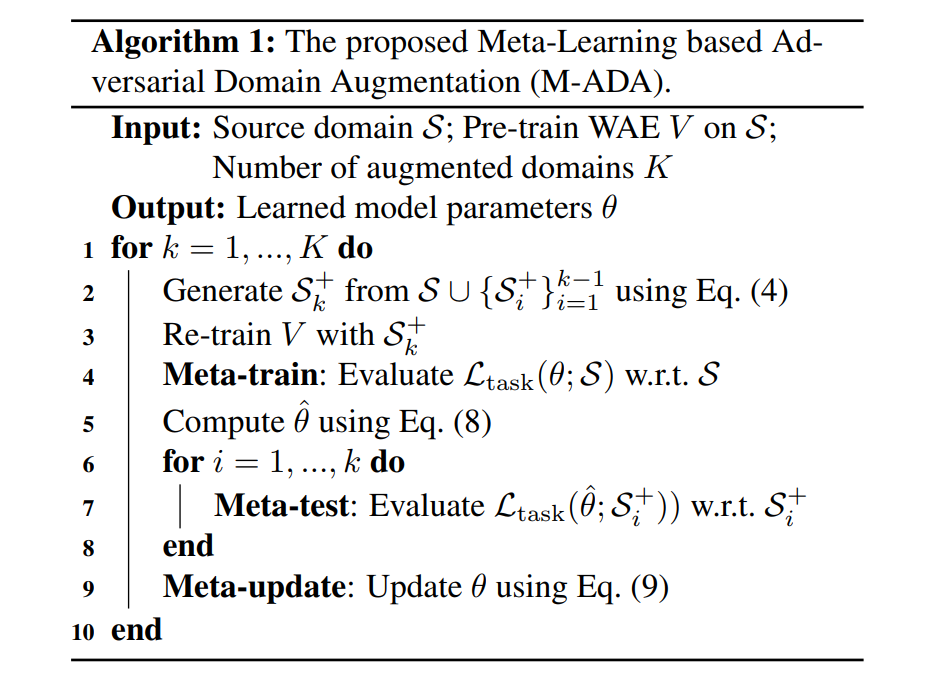 Algorithm 1: The proposed Meta-Learning based Ad-
versarial Domain Augmentation (M-ADA).
Input: Source domain $\mathcal{S}$; Pre-train WAE $V$ on $\mathcal{S}$;
Number of augmented domains $K$
Output: Learned model parameters $\theta$
1 for $k = 1, ..., K$ do
2 Generate $\mathcal{S}_k^+$ from $\mathcal{S} \cup \{\mathcal{S}_i^+\}_{i=1}^{k-1}$ using Eq. (4)
3 Re-train $V$ with $\mathcal{S}_k^+$
4 Meta-train: Evaluate $\mathcal{L}_{\text{task}}(\theta; \mathcal{S})$ w.r.t. $\mathcal{S}$
5 Compute $\hat{\theta}$ using Eq. (8)
6 for $i = 1, ..., k$ do
7 Meta-test: Evaluate $\mathcal{L}_{\text{task}}(\hat{\theta}; \mathcal{S}_i^+))$ w.r.t. $\mathcal{S}_i^+$
8 end
9 Meta-update: Update $\theta$ using Eq. (9)
10 end